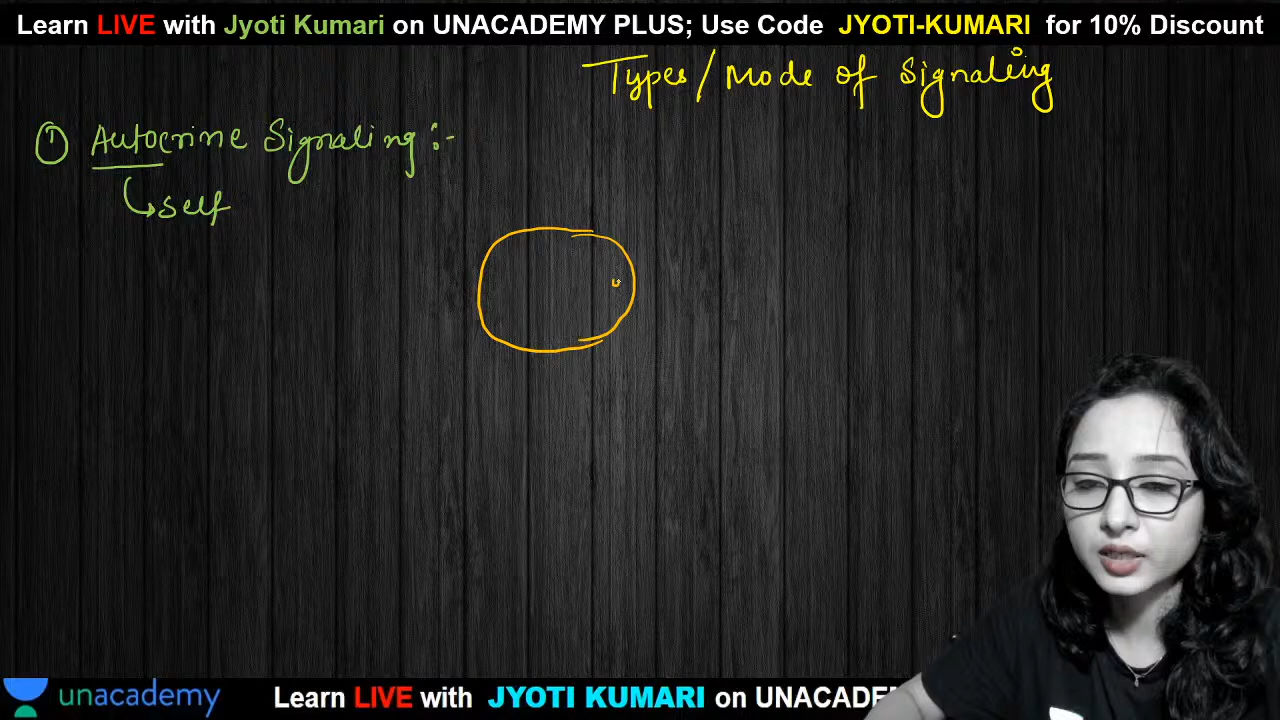 Learn LIVE with Jyoti Kumari on UNACADEMY PLUS; Use Code JYOTI-KUMARI for 10% Discount
Types/Mode of Signaleing
① Autocrine Signaling :-
↳ self
unacademy
Learn LIVE with JYOTI KUMARI on UNACADE